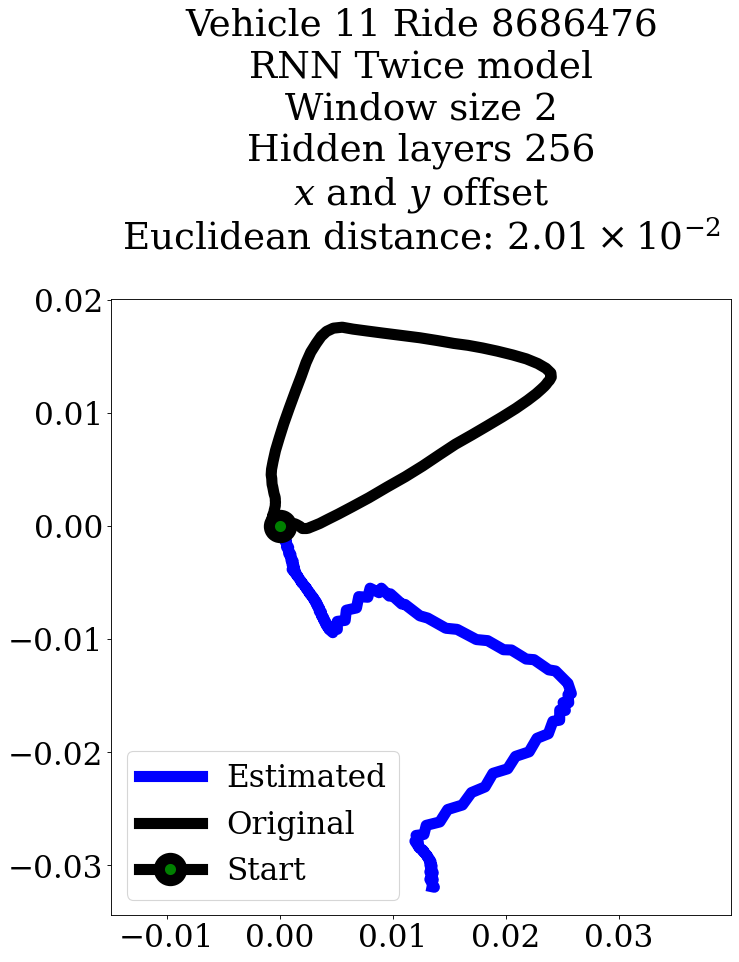 Vehicle 11 Ride 8686476
RNN Twice model
Window size 2
Hidden layers 256
x and y offset
Euclidean distance: 2.01 × 10⁻²
0.02
0.01
0.00
−0.01
−0.02
−0.03
Estimated
Original
Start
−0.01 0.00 0.01 0.02 0.03